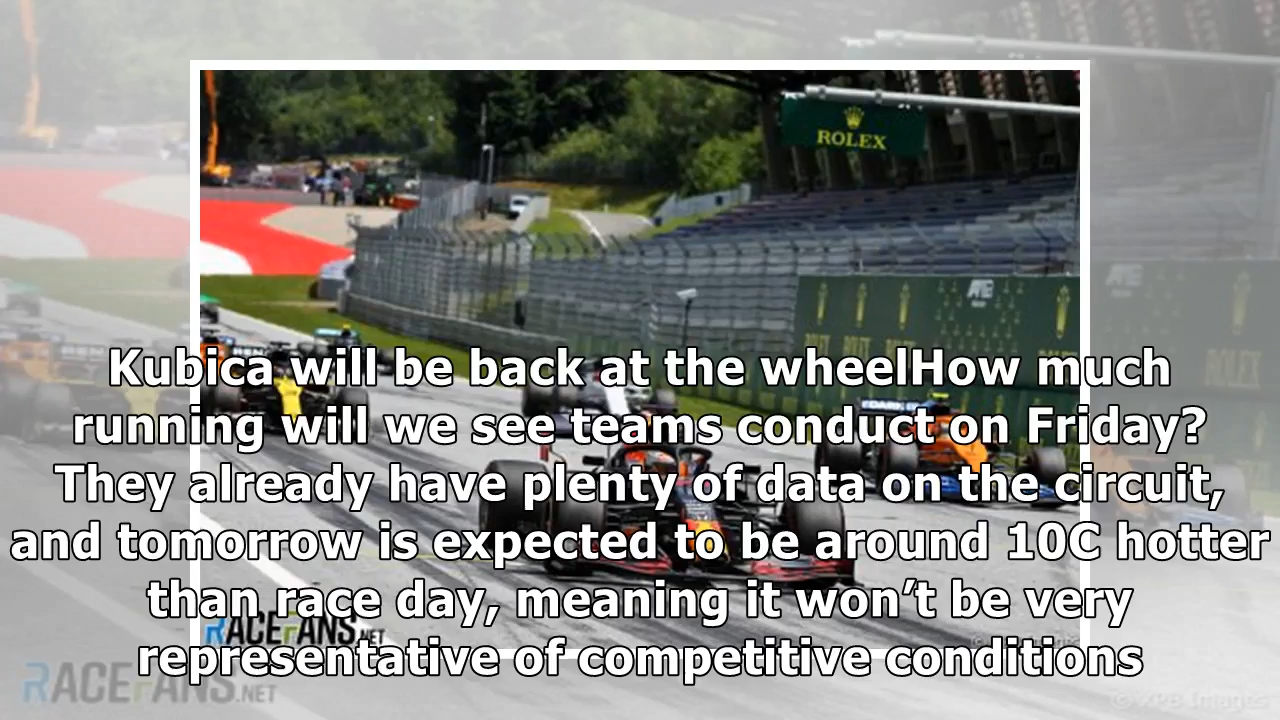 ROLEX
Kubica will be back at the wheelHow much
running will we see teams conduct on Friday?
They already have plenty of data on the circuit,
and tomorrow is expected to be around 10C hotter
than race day, meaning it won’t be very
representative of competitive conditions
RACEFANS.NET
RACEFANS.NET
©XPB Images